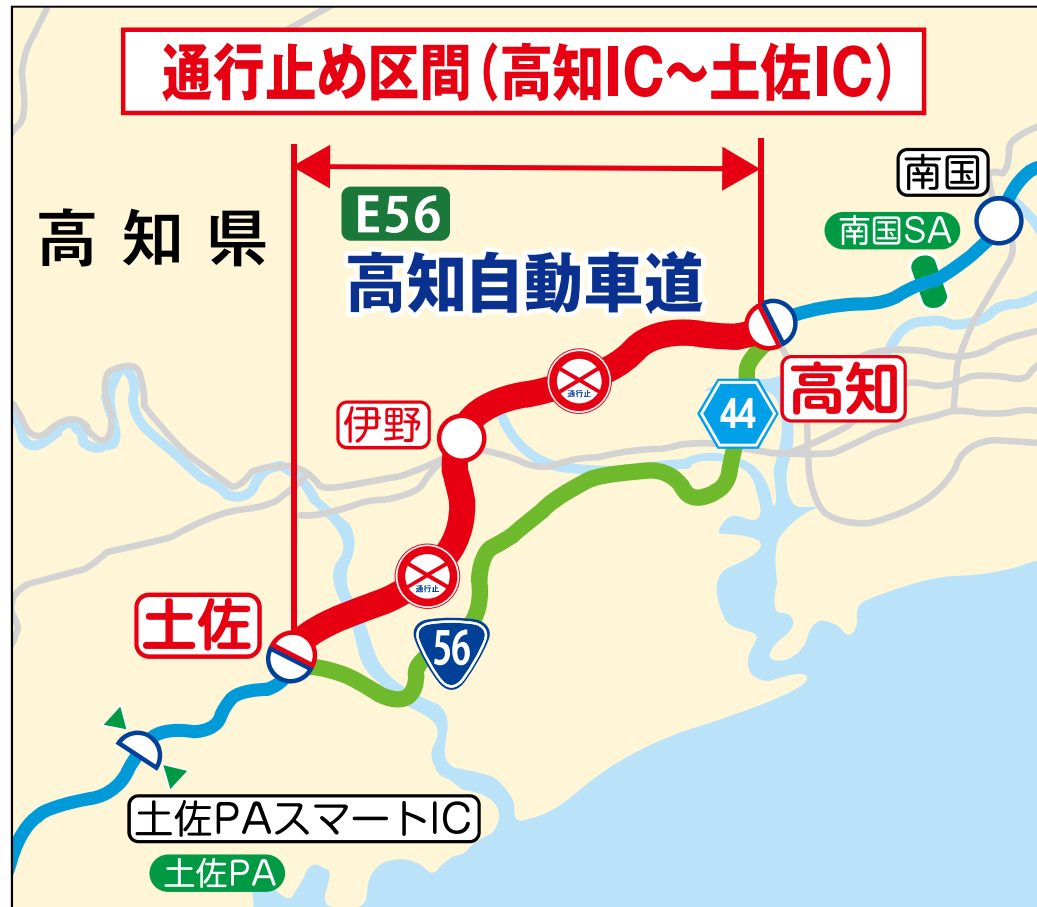 通行止め区間(高知IC～土佐IC)
南国
E56
高知県
南国SA
高知自動車道
高知
通行止
伊野
44
通行止
土佐
56
土佐PAスマートIC
土佐PA